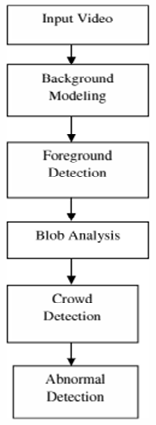 Input Video
Background
Modeling
Foreground
Detection
Blob Analysis
Crowd
Detection
Abnormal
Detection